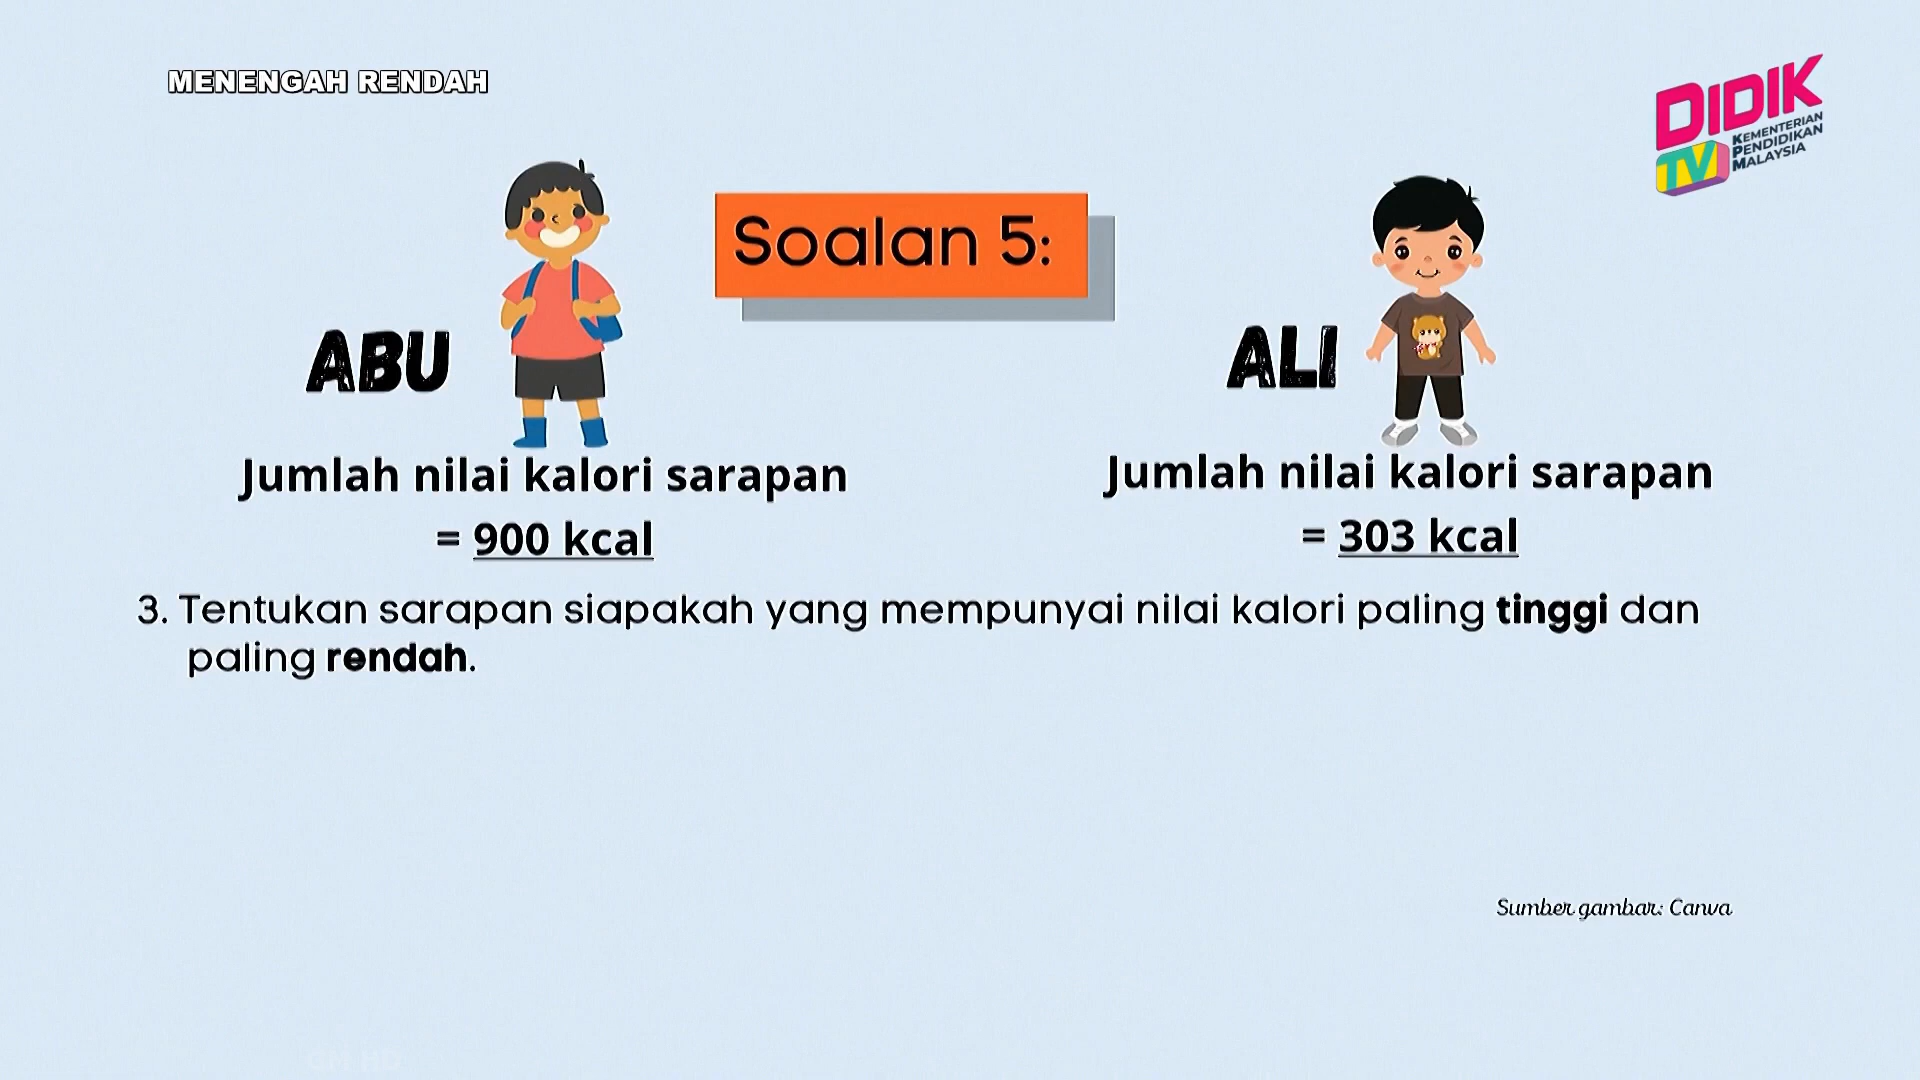 MENENGAH RENDAH
DIDIK
TV
KEMENTERIAN
PENDIDIKAN
MALAYSIA
Soalan 5:
ABU
ALI
Jumlah nilai kalori sarapan
= 900 kcal
Jumlah nilai kalori sarapan
= 303 kcal
3. Tentukan sarapan siapakah yang mempunyai nilai kalori paling tinggi dan
paling rendah.
Sumber gambar: Canva